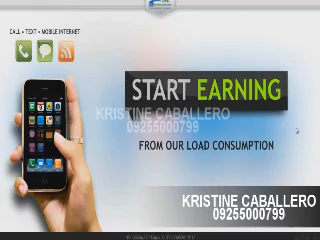 CALL • TEXT • MOBILE INTERNET
START EARNING
KRISTINE CABALLERO
09255000799
FROM OUR LOAD CONSUMPTION
KRISTINE CABALLERO
09255000799